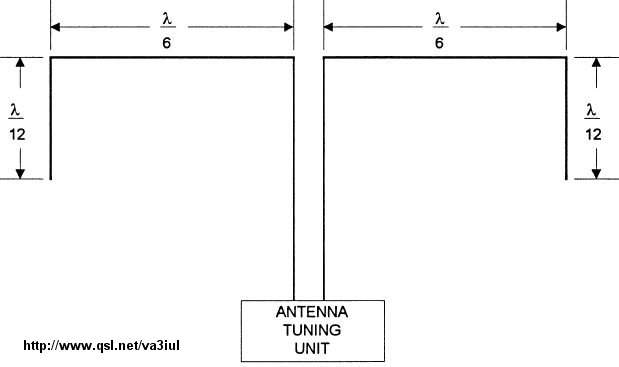 λ
6
λ
6
λ
12
λ
12
ANTENNA
TUNING
UNIT
http://www.qsl.net/va3iul